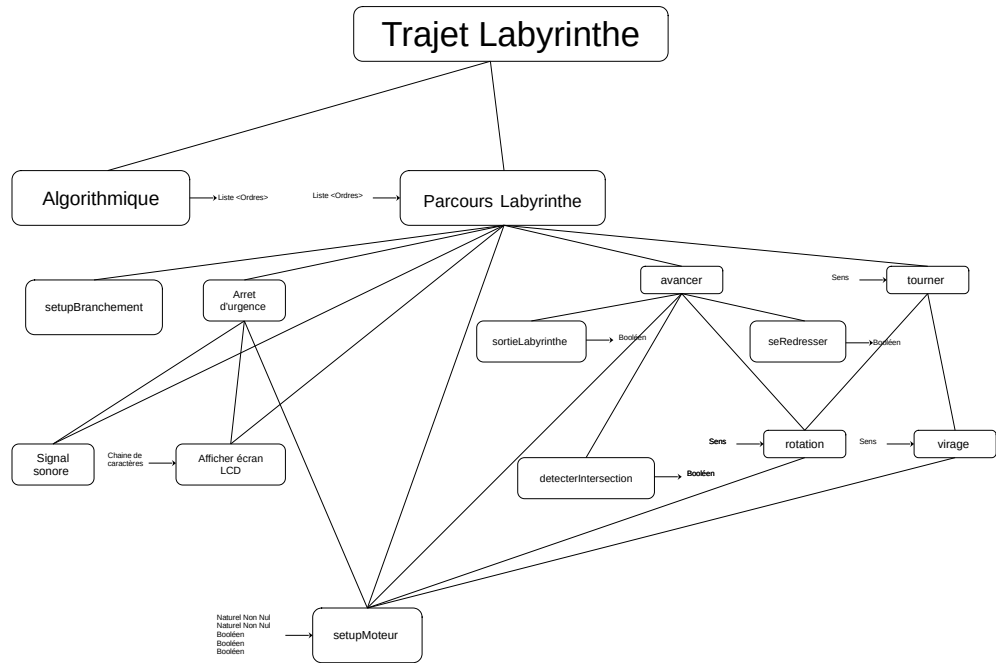 Trajet Labyrinthe
Algorithmique
Liste <Ordres>
Liste <Ordres>
Parcours Labyrinthe
setupBranchement
Arret
d'urgence
avancer
Sens
tourner
sortieLabyrinthe
Booléen
seRedresser
Booléen
Signal
sonore
Chaine de
caractères
Afficher écran
LCD
Sens
rotation
Sens
virage
detecterIntersection
Booléen
Naturel Non Nul
Naturel Non Nul
Booléen
Booléen
Booléen
setupMoteur